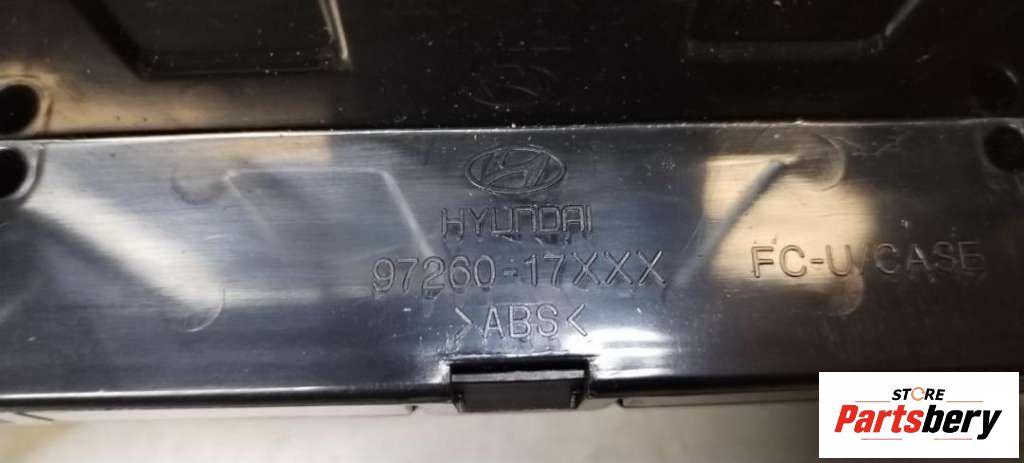 HYUNDAI
97260-17XXX
FC-U/CASE
>ABS<
STORE
Partsbery